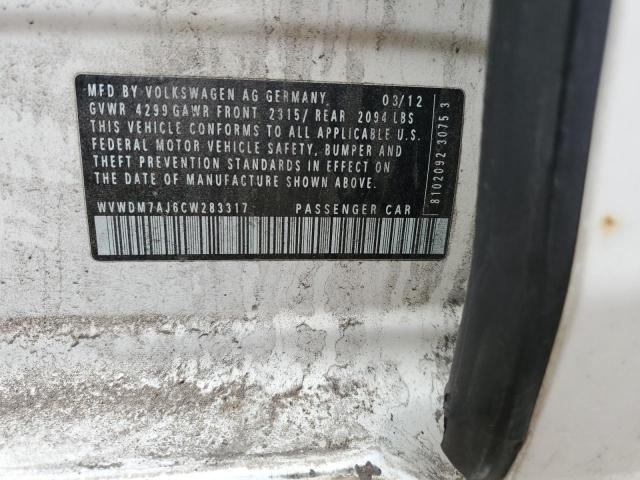 MFD BY VOLKSWAGEN AG GERMANY, 03/12
GVWR 4299 GAWR FRONT 2315/ REAR 2094 LBS
THIS VEHICLE CONFORMS TO ALL APPLICABLE U.S.
FEDERAL MOTOR VEHICLE SAFETY, BUMPER AND
THEFT PREVENTION STANDARDS IN EFFECT ON
THE DATE OF MANUFACTURE SHOWN ABOVE.
WVWDM7AJ6CW283317 PASSENGER CAR
8102092 3075 3